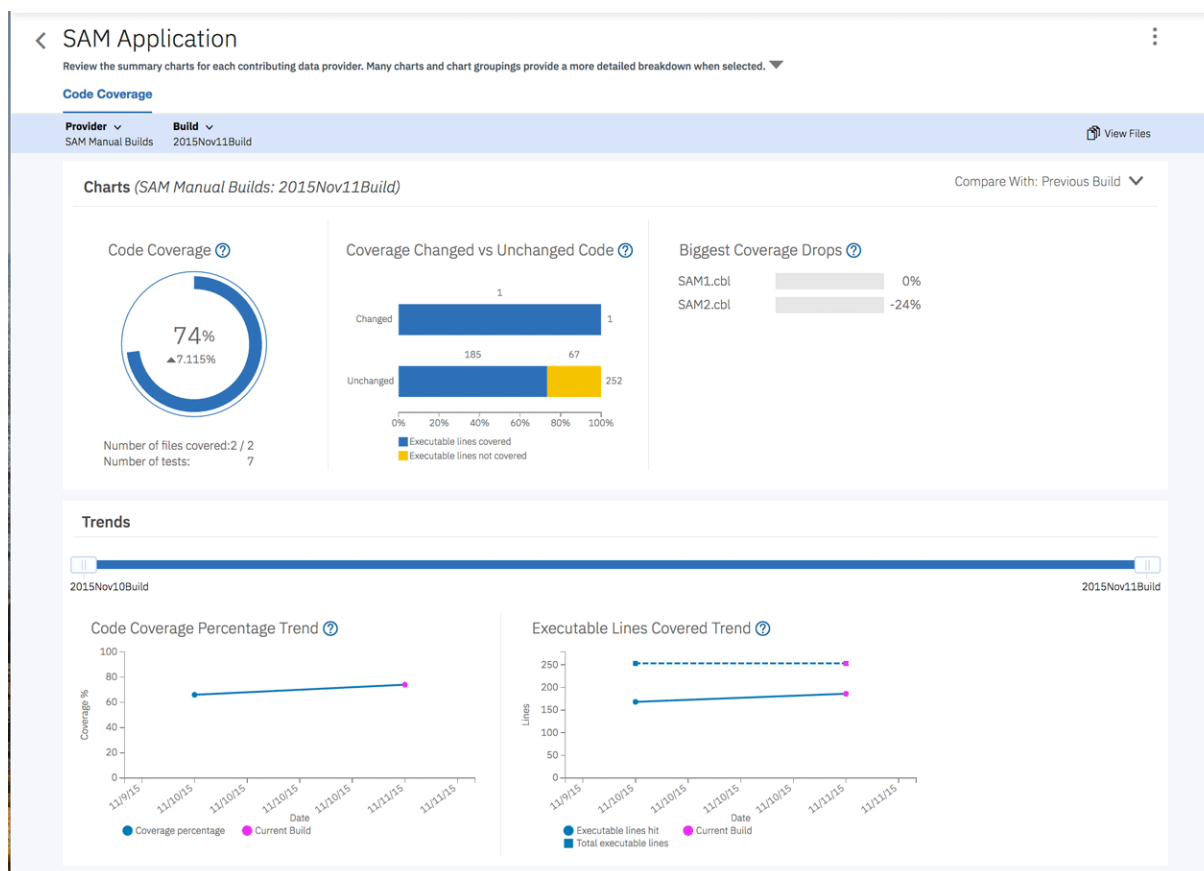 SAM Application
Review the summary charts for each contributing data provider. Many charts and chart groupings provide a more detailed breakdown when selected.
Code Coverage
Provider Build
SAM Manual Builds 2015Nov11Build
View Files
Charts (SAM Manual Builds: 2015Nov11Build)
Compare With: Previous Build
Code Coverage
74%
7.115%
Number of files covered:2 / 2
Number of tests: 7
Coverage Changed vs Unchanged Code
1
Changed 1
185 67
Unchanged 252
0% 20% 40% 60% 80% 100%
Executable lines covered
Executable lines not covered
Biggest Coverage Drops
SAM1.cbl 0%
SAM2.cbl -24%
Trends
2015Nov10Build 2015Nov11Build
Code Coverage Percentage Trend
100
80
60
40
20
0
Coverage %
11/9/15 11/10/15 11/10/15 11/10/15 11/10/15 11/11/15 11/11/15
Date
Coverage percentage Current Build
Executable Lines Covered Trend
250
200
150
100
50
0
Lines
11/9/15 11/10/15 11/10/15 11/10/15 11/10/15 11/11/15 11/11/15
Date
Executable lines hit Current Build
Total executable lines